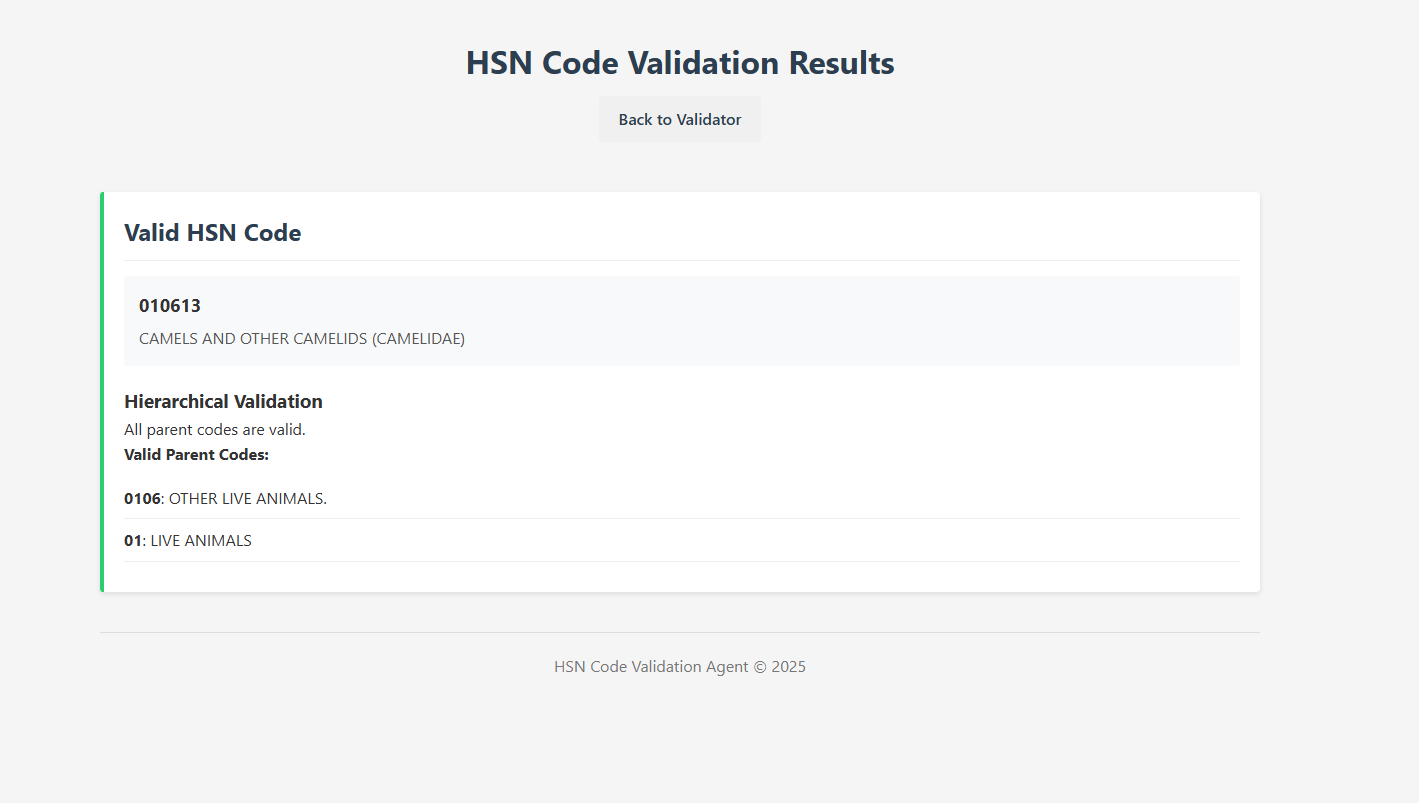 HSN Code Validation Results
Back to Validator
Valid HSN Code
010613
CAMELS AND OTHER CAMELIDS (CAMELIDAE)
Hierarchical Validation
All parent codes are valid.
Valid Parent Codes:
0106: OTHER LIVE ANIMALS.
01: LIVE ANIMALS
HSN Code Validation Agent © 2025